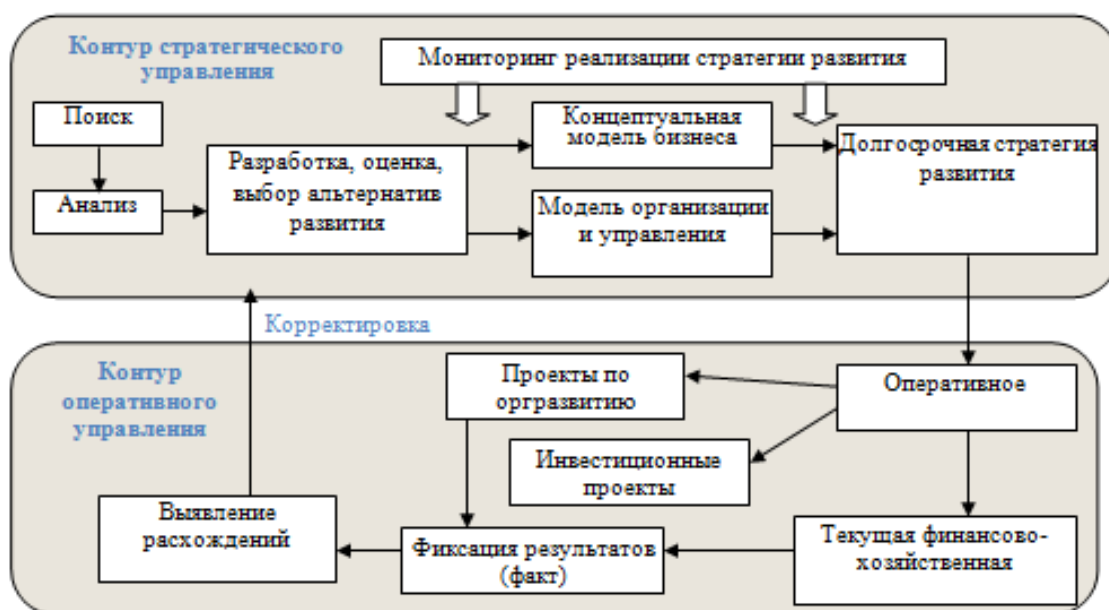 Контур стратегического
управления
Мониторинг реализации стратегии развития
Поиск
Анализ
Разработка, оценка,
выбор альтернатив
развития
Концептуальная
модель бизнеса
Модель организации
и управления
Долгосрочная стратегия
развития
Корректировка
Контур
оперативного
управления
Проекты по
оргразвитию
Оперативное
Инвестиционные
проекты
Выявление
расхождений
Фиксация результатов
(факт)
Текущая финансово-
хозяйственная